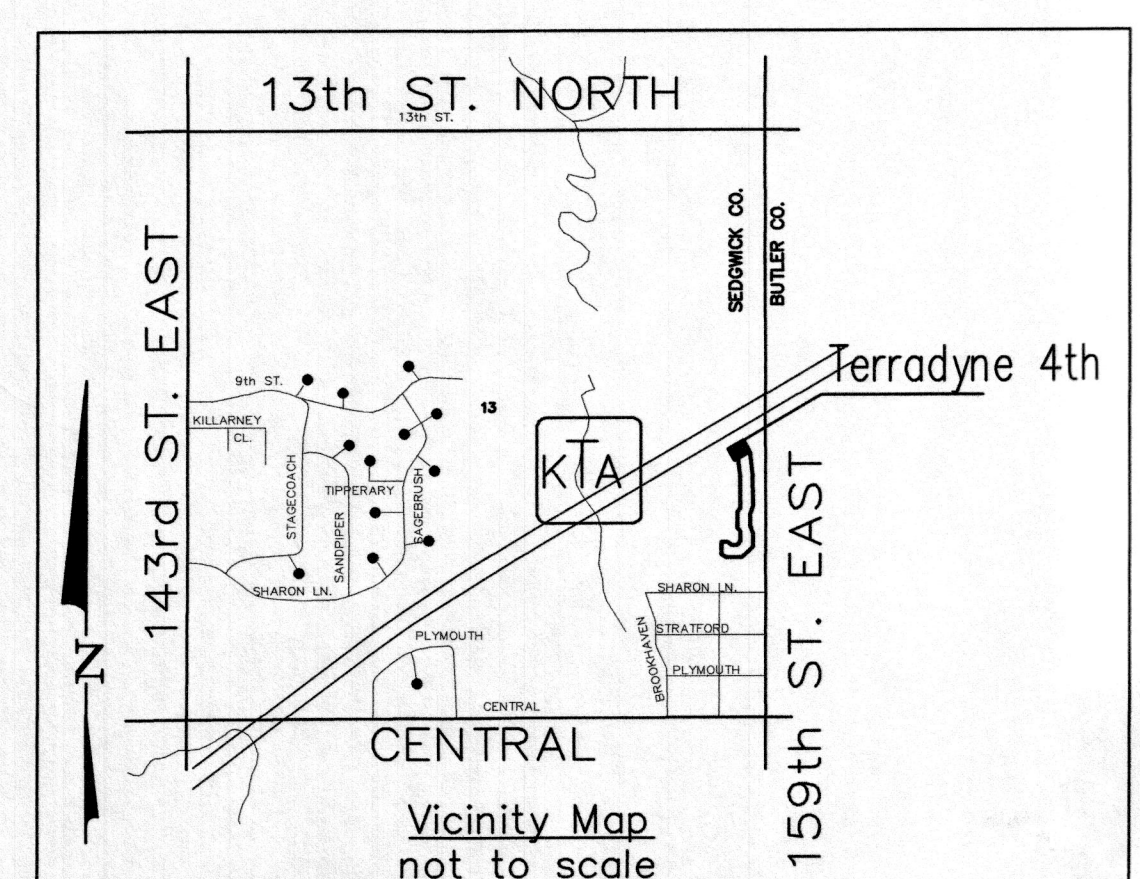 13th ST. NORTH
13th ST.
143rd ST. EAST
SEDGWICK CO.
BUTLER CO.
Terradyne 4th
9th ST.
13
KILLARNEY
CL.
KTA
STAGECOACH
TIPPERARY
SANDPIPER
SAGEBRUSH
159th ST. EAST
SHARON LN.
SHARON LN.
BROOKHAVEN
STRATFORD
PLYMOUTH
PLYMOUTH
N
CENTRAL
CENTRAL
Vicinity Map
not to scale